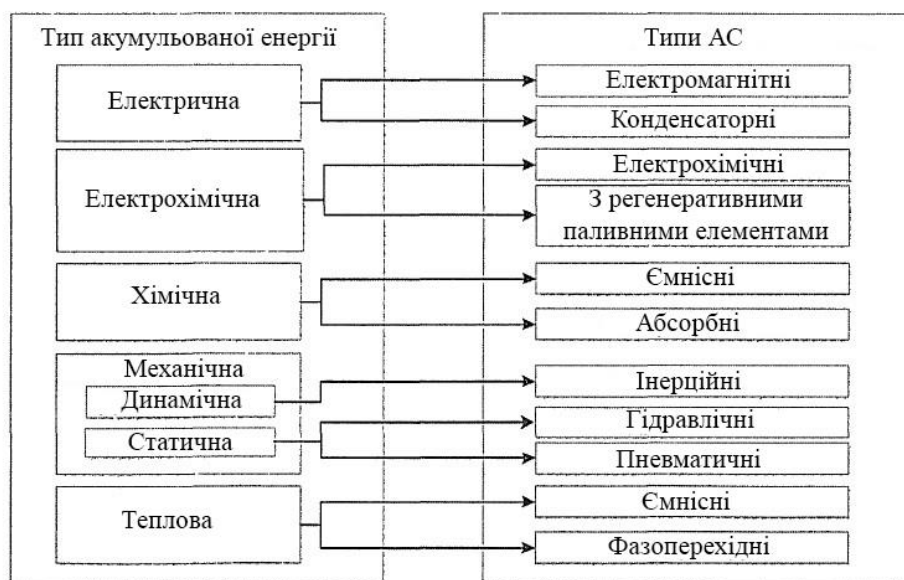 Тип акумульованої енергії
Типи АС
Електрична
Електромагнітні
Конденсаторні
Електрохімічна
Електрохімічні
З регенеративними
паливними елементами
Хімічна
Ємнісні
Абсорбні
Механічна
Динамічна
Статична
Інерційні
Гідравлічні
Пневматичні
Теплова
Ємнісні
Фазоперехідні